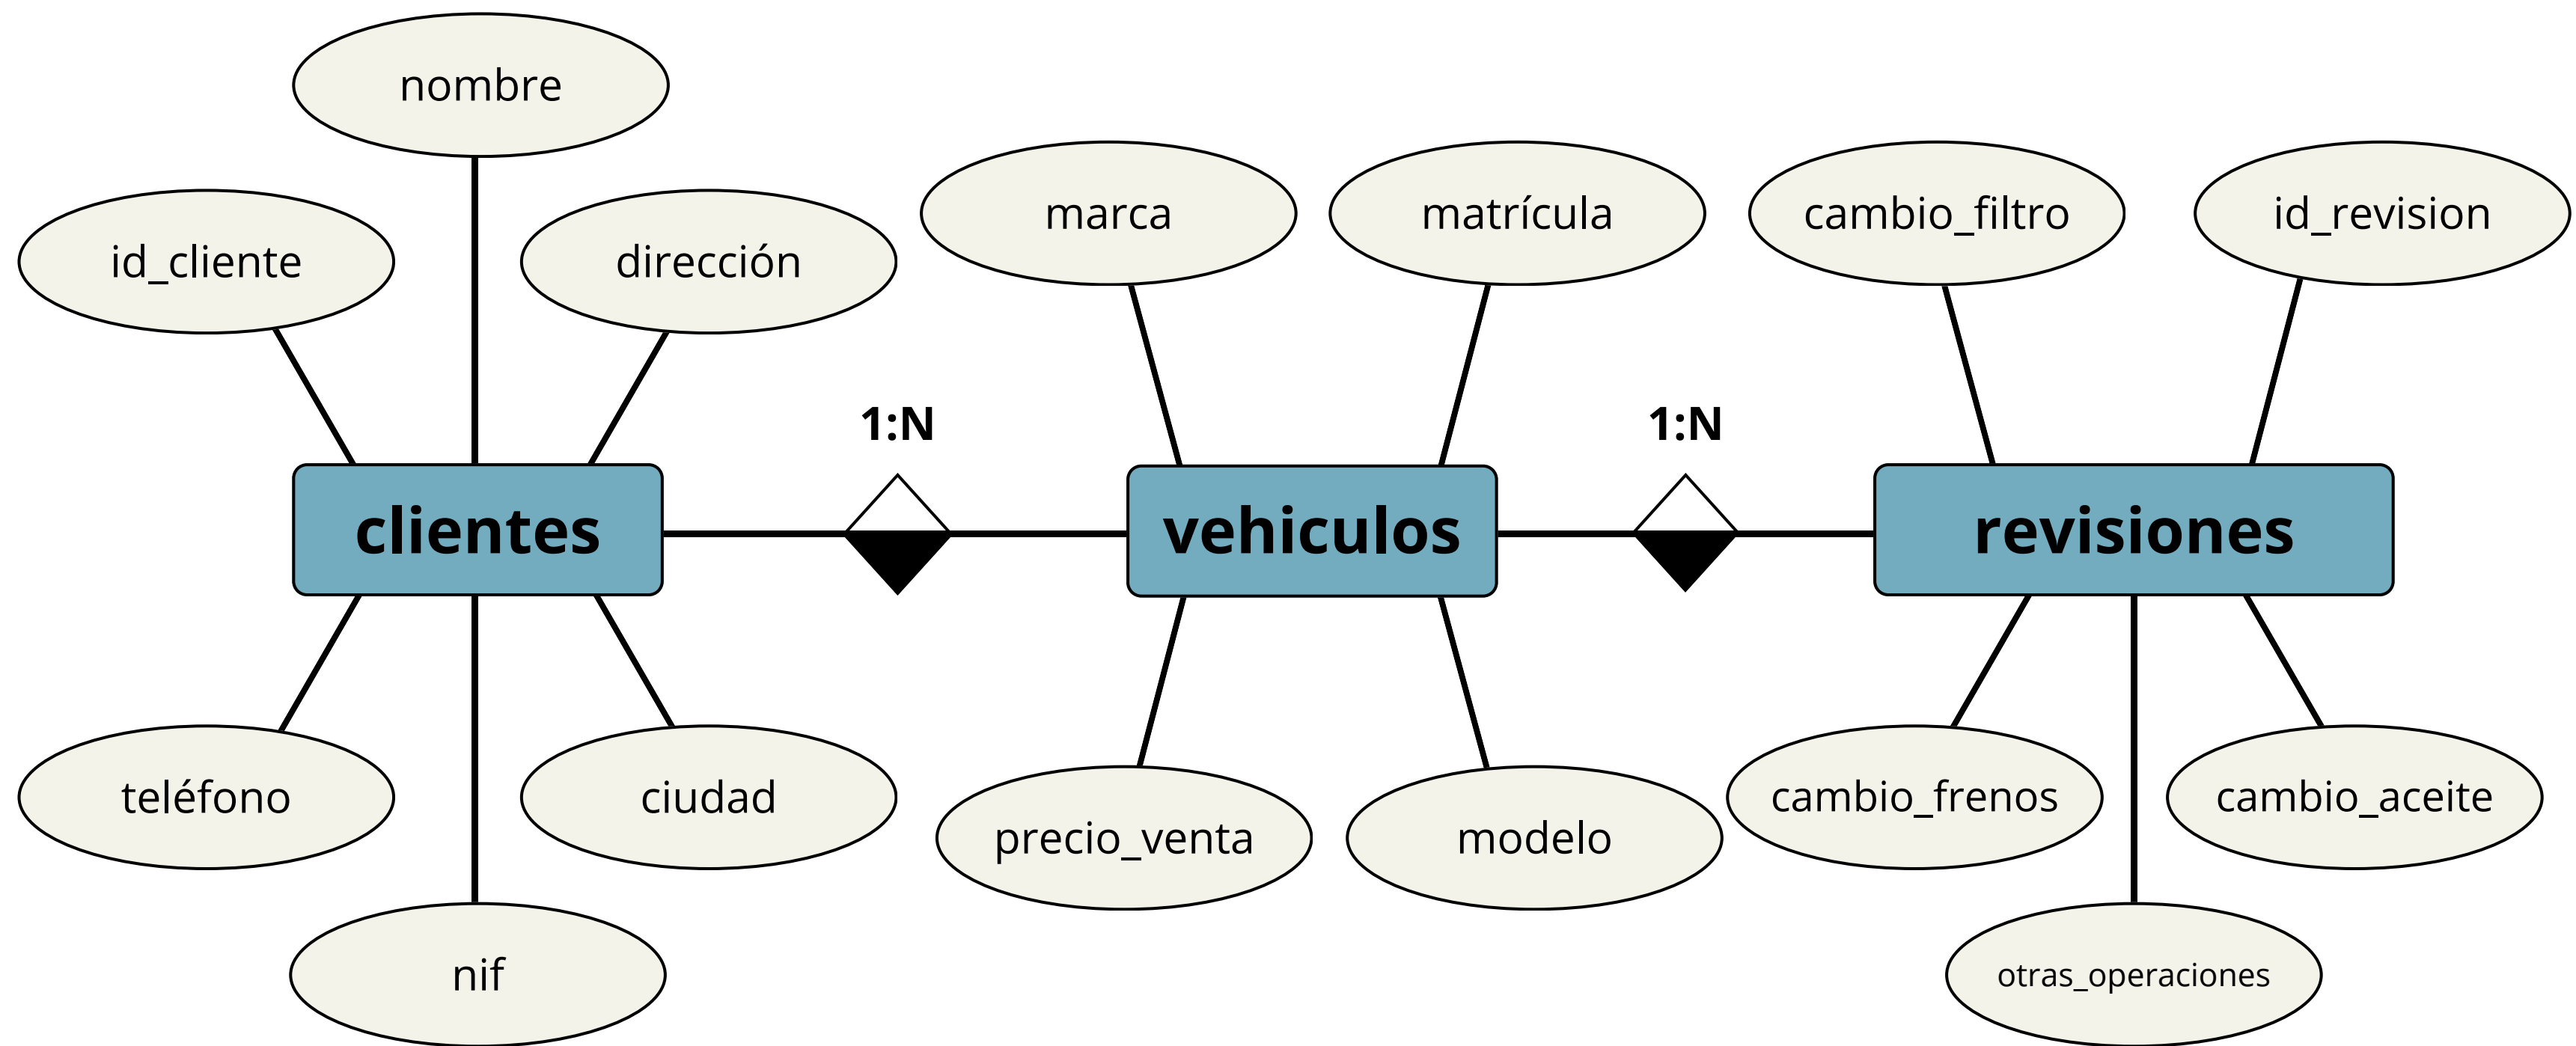 nombre
id_cliente
dirección
marca
matrícula
cambio_filtro
id_revision
1:N
1:N
clientes
vehiculos
revisiones
teléfono
ciudad
precio_venta
modelo
cambio_frenos
cambio_aceite
nif
otras_operaciones